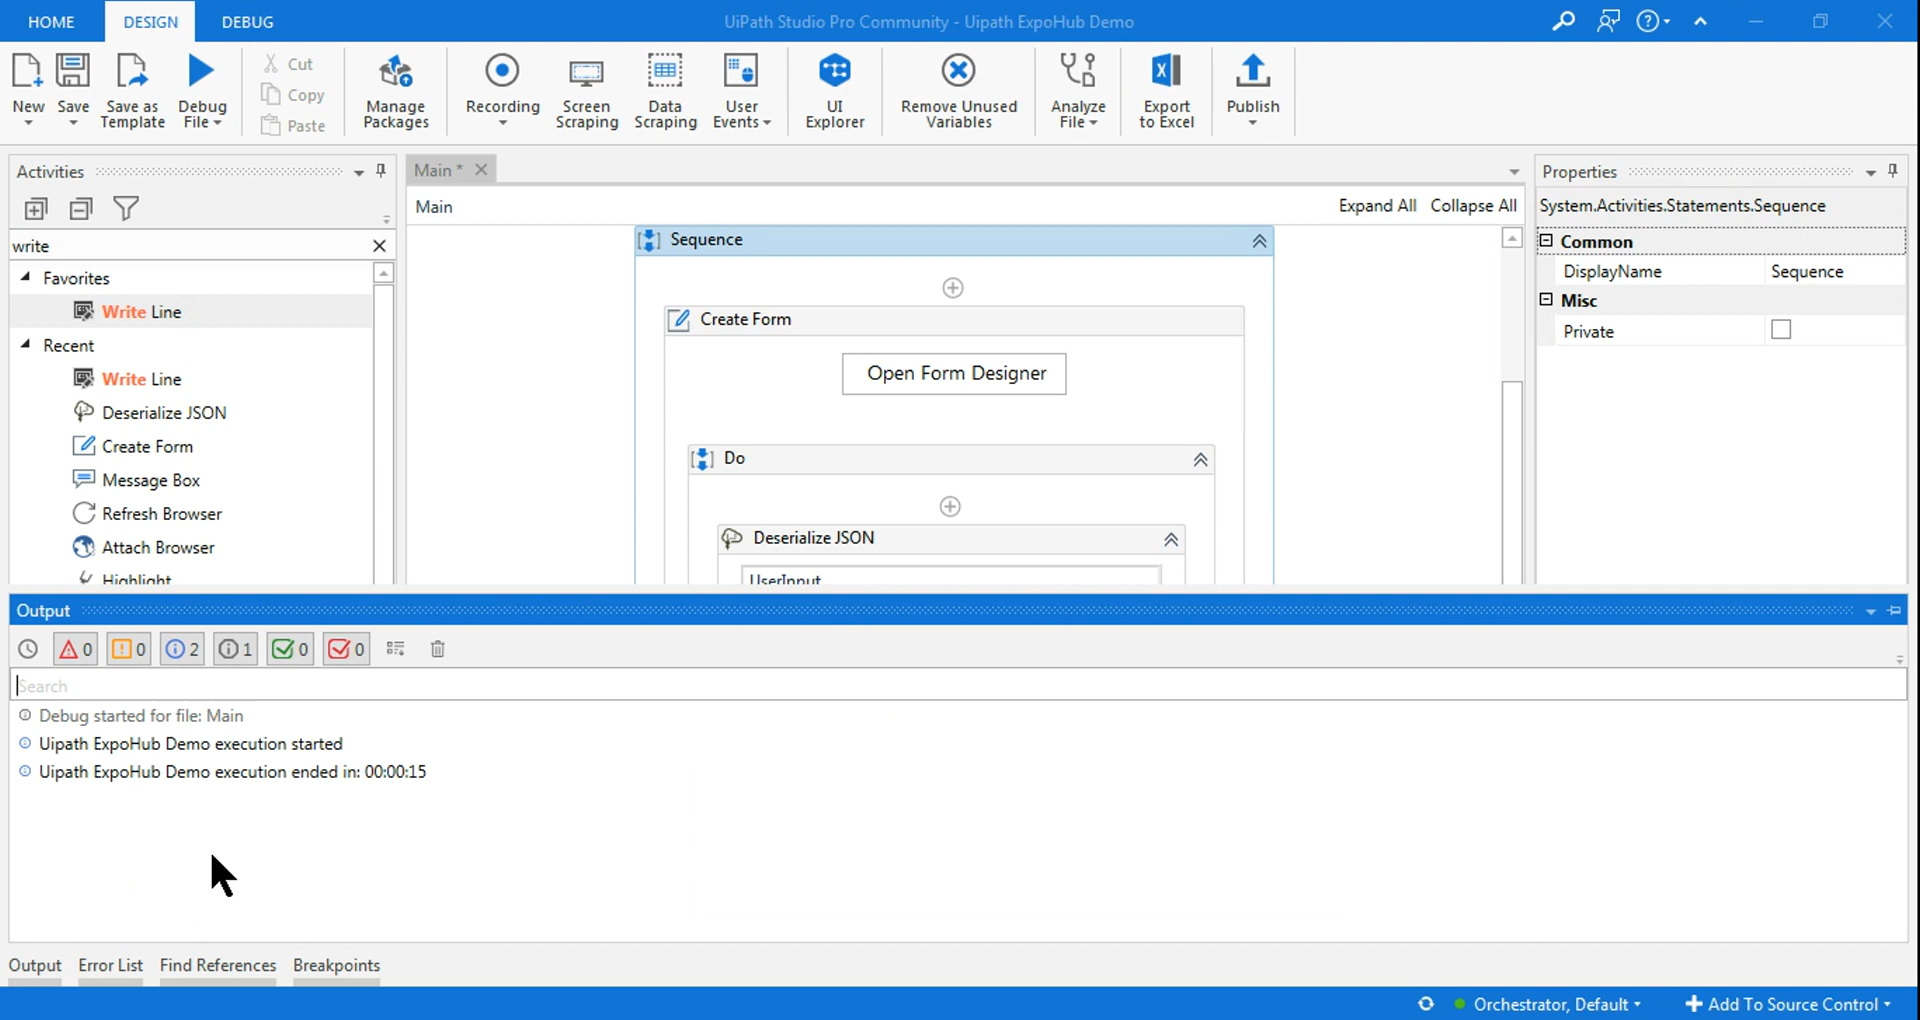 HOME DESIGN DEBUG UiPath Studio Pro Community - Uipath ExpoHub Demo
New Save Save as Template Debug File Cut Copy Paste Manage Packages Recording Screen Scraping Data Scraping User Events UI Explorer Remove Unused Variables Analyze File Export to Excel Publish
Activities
write
Favorites
Write Line
Recent
Write Line
Deserialize JSON
Create Form
Message Box
Refresh Browser
Attach Browser
Highlight
Main *
Main Expand All Collapse All
Sequence
Create Form
Open Form Designer
Do
Deserialize JSON
UserInput
Properties
System.Activities.Statements.Sequence
Common
DisplayName Sequence
Misc
Private
Output
0 0 2 1 0 0
Search
Debug started for file: Main
Uipath ExpoHub Demo execution started
Uipath ExpoHub Demo execution ended in: 00:00:15
Output Error List Find References Breakpoints
Orchestrator, Default Add To Source Control